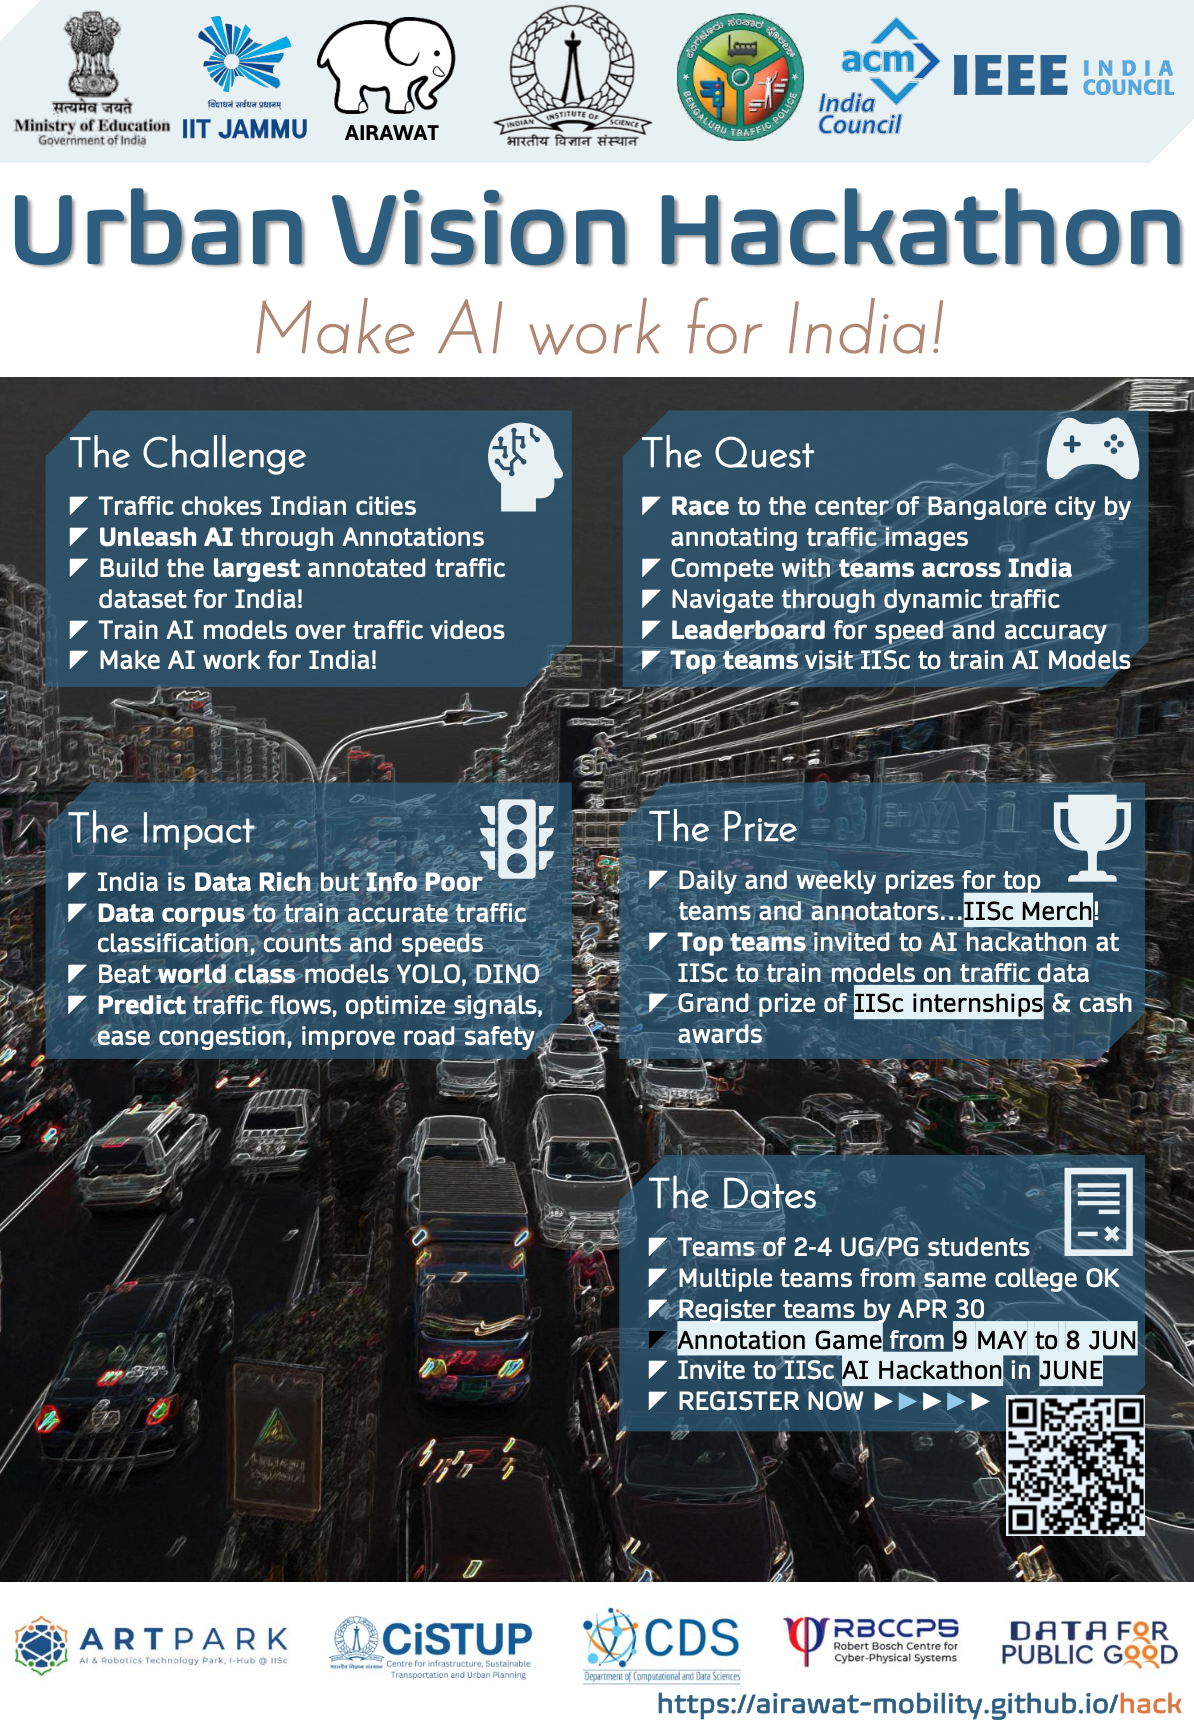 सत्यमेव जयते
Ministry of Education
Government of India
विद्याधनं सर्वधन प्रधानम्
IIT JAMMU
AIRAWAT
INDIAN INSTITUTE OF SCIENCE
भारतीय विज्ञान संस्थान
ಬೆಂಗಳೂರು ಸಂಚಾರ ಪೊಲೀಸ್
BENGALURU TRAFFIC POLICE
acm
India
Council
IEEE INDIA
COUNCIL
Urban Vision Hackathon
Make AI work for India!
The Challenge
Traffic chokes Indian cities
Unleash AI through Annotations
Build the largest annotated traffic
dataset for India!
Train AI models over traffic videos
Make AI work for India!
The Quest
Race to the center of Bangalore city by
annotating traffic images
Compete with teams across India
Navigate through dynamic traffic
Leaderboard for speed and accuracy
Top teams visit IISc to train AI Models
The Impact
India is Data Rich but Info Poor
Data corpus to train accurate traffic
classification, counts and speeds
Beat world class models YOLO, DINO
Predict traffic flows, optimize signals,
ease congestion, improve road safety
The Prize
Daily and weekly prizes for top
teams and annotators...IISc Merch!
Top teams invited to AI hackathon at
IISc to train models on traffic data
Grand prize of IISc internships & cash
awards
The Dates
Teams of 2-4 UG/PG students
Multiple teams from same college OK
Register teams by APR 30
Annotation Game from 9 MAY to 8 JUN
Invite to IISc AI Hackathon in JUNE
REGISTER NOW ►►►►►
ARTPARK
AI & Robotics Technology Park, I-Hub @ IISc
CiSTUP
Centre for infrastructure, Sustainable
Transportation and Urban Planning
CDS
Department of Computational and Data Sciences
RBCCPS
Robert Bosch Centre for
Cyber-Physical Systems
DATA FOR
PUBLIC GOOD
https://airawat-mobility.github.io/hack